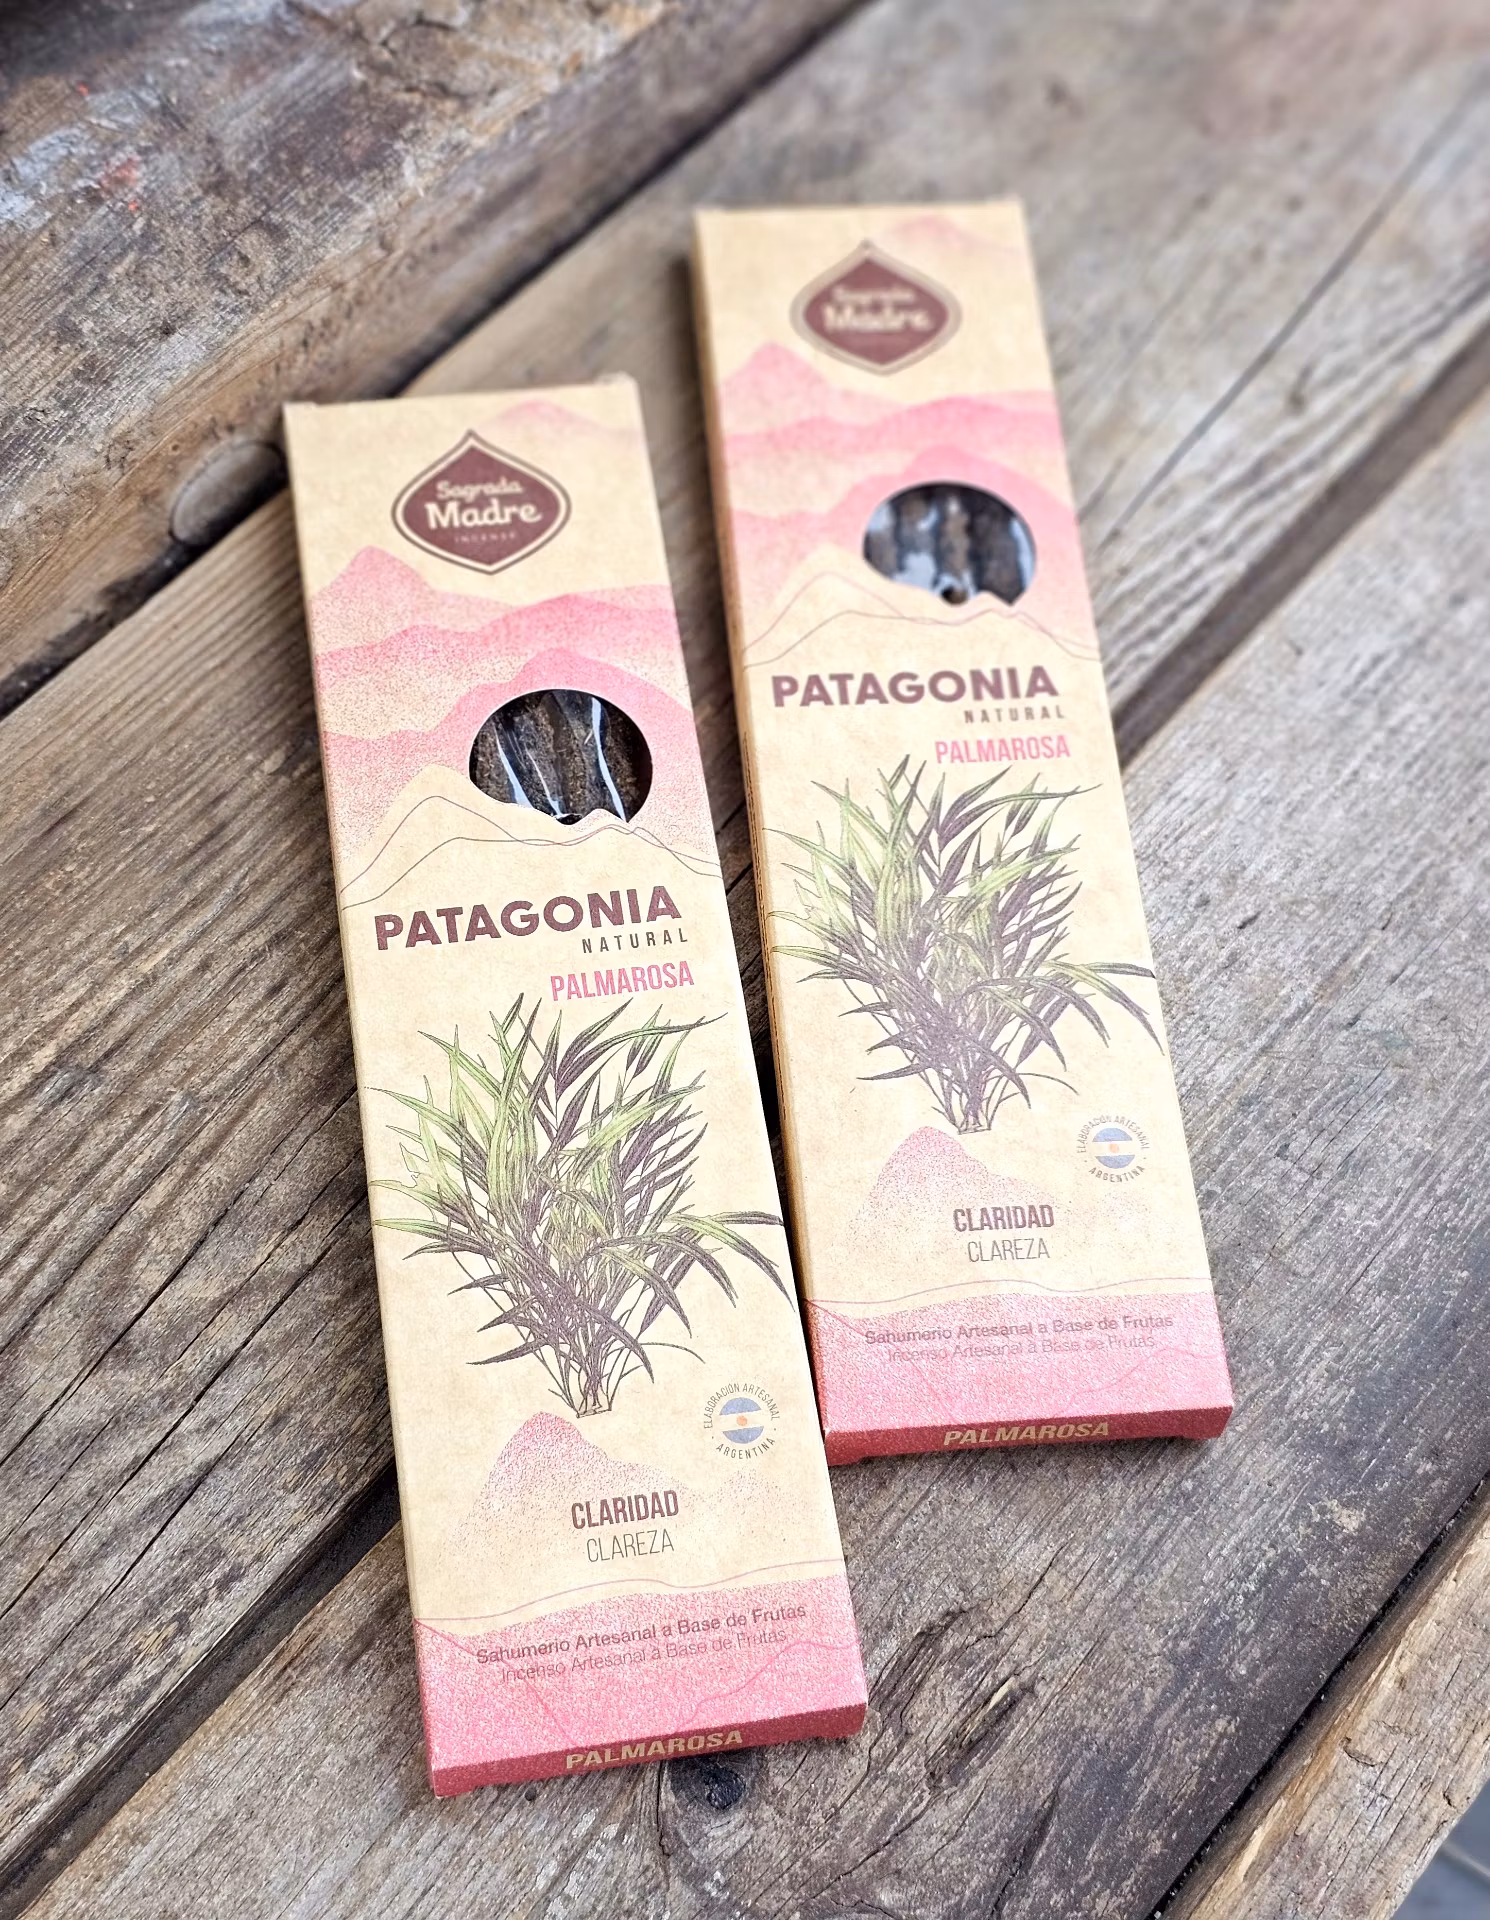 Sagrada
Madre
INCENSE
PATAGONIA
NATURAL
PALMAROSA
ELABORACIÓN ARTESANAL
ARGENTINA
CLARIDAD
CLAREZA
Sahumerio Artesanal a Base de Frutas
Incenso Artesanal à Base de Frutas
PALMAROSA
Sagrada
Madre
PATAGONIA
NATURAL
PALMAROSA
ELABORACIÓN ARTESANAL
ARGENTINA
CLARIDAD
CLAREZA
Sahumerio Artesanal a Base de Frutas
Incenso Artesanal à Base de Frutas
PALMAROSA